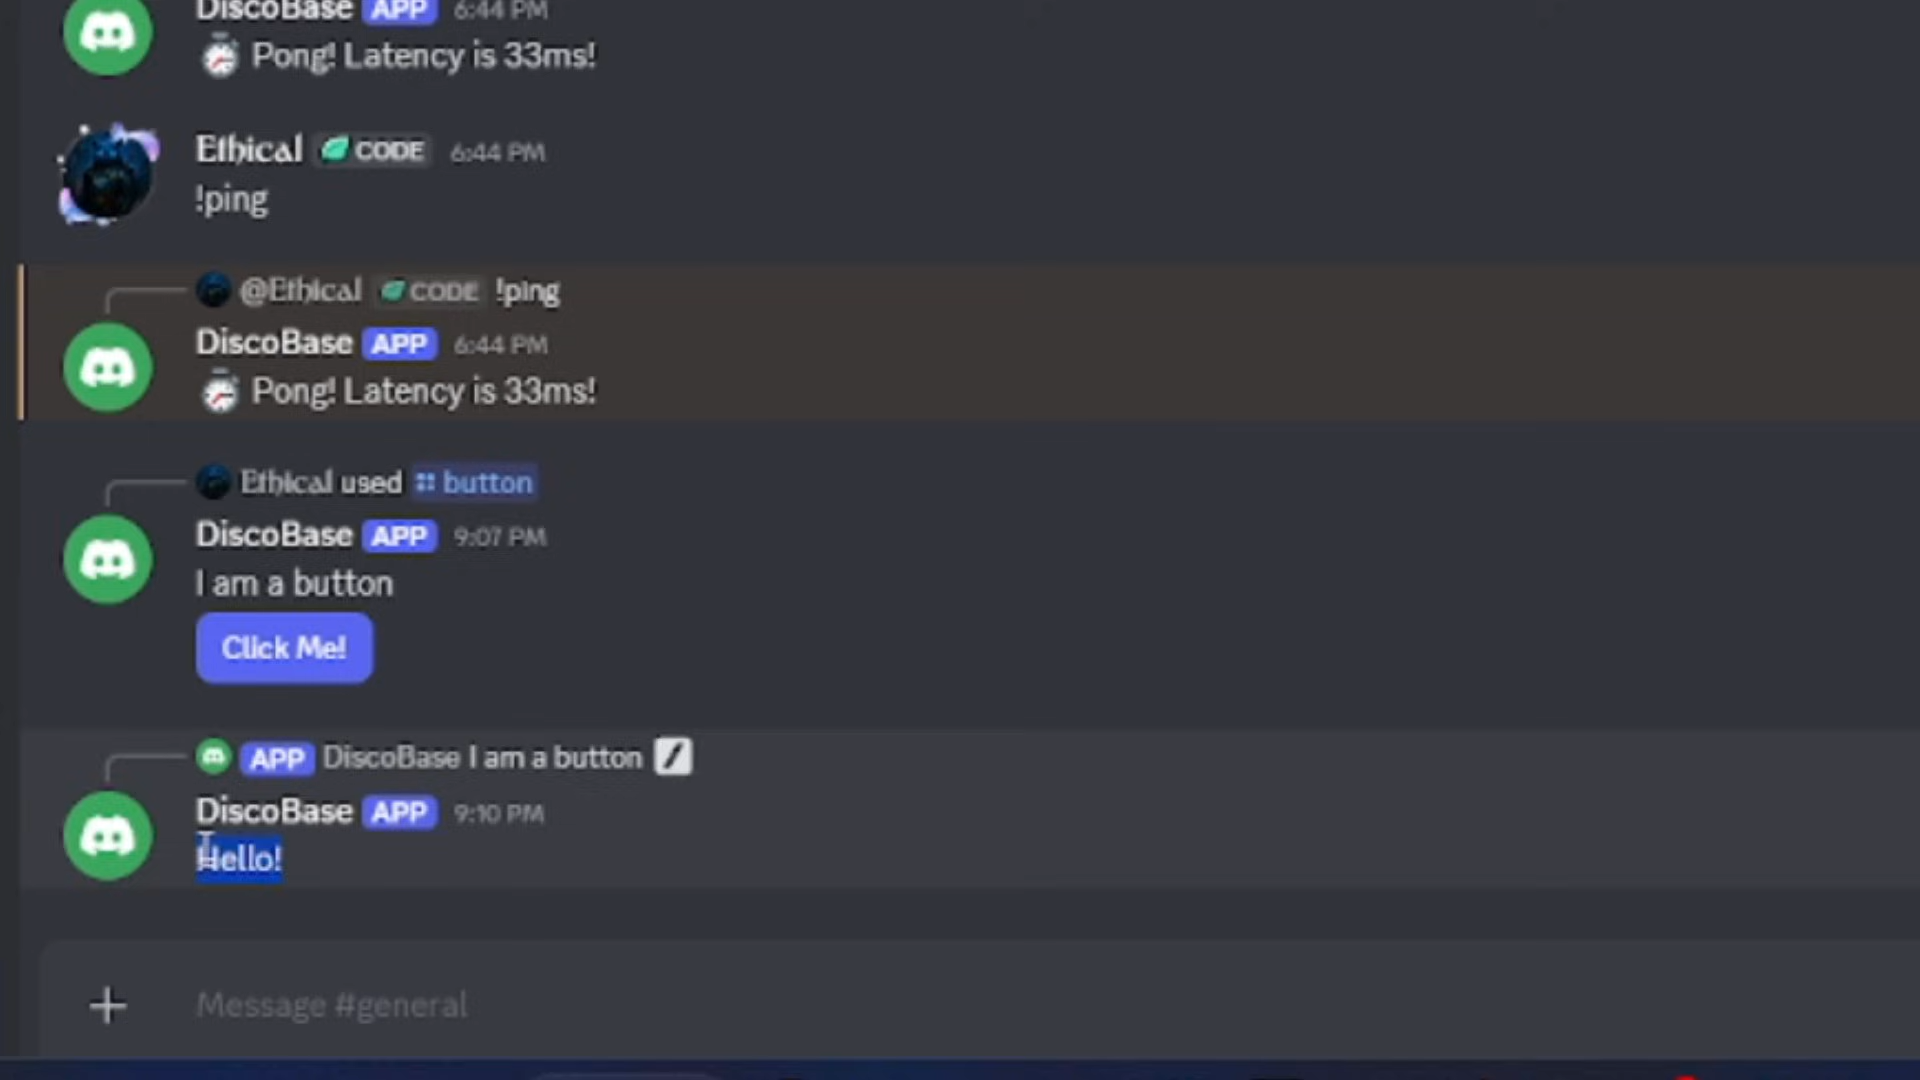 DiscoBase APP 6:44 PM
Pong! Latency is 33ms!
Ethical CODE 6:44 PM
!ping
@Ethical CODE !ping
DiscoBase APP 6:44 PM
Pong! Latency is 33ms!
Ethical used button
DiscoBase APP 9:07 PM
I am a button
Click Me!
APP DiscoBase I am a button
DiscoBase APP 9:10 PM
Hello!
Message #general